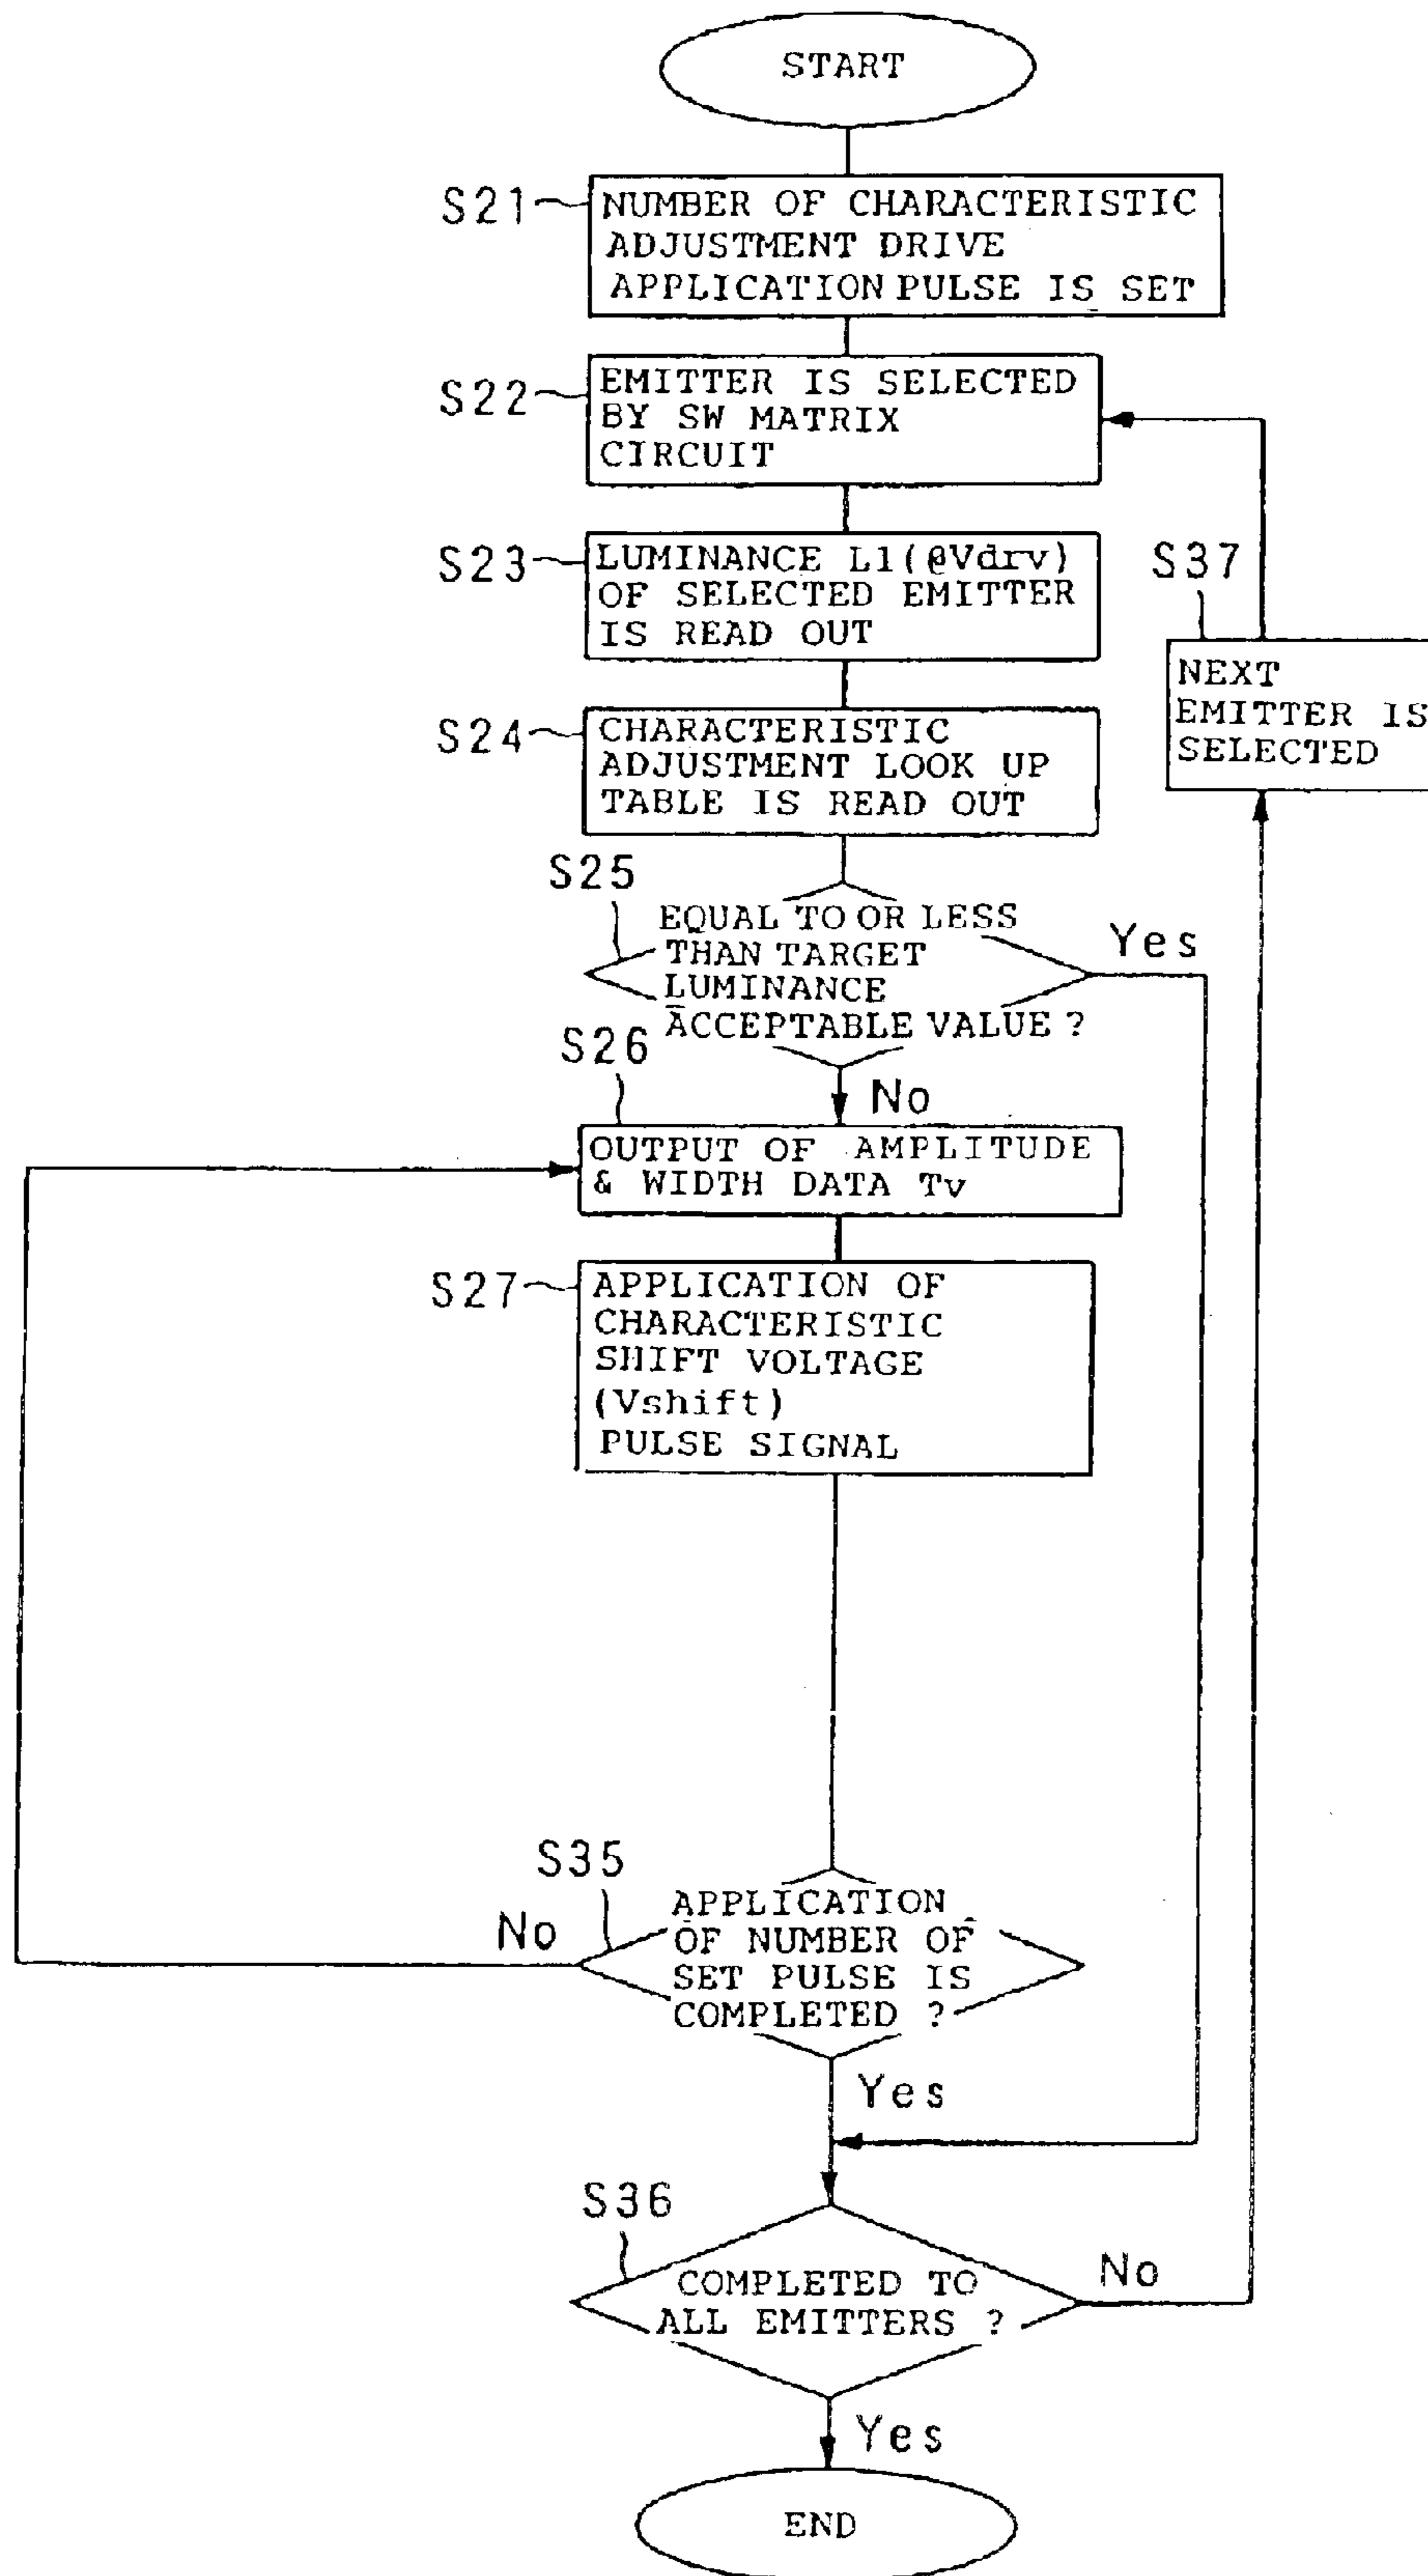 START
S21
NUMBER OF CHARACTERISTIC
ADJUSTMENT DRIVE
APPLICATION PULSE IS SET
S22
EMITTER IS SELECTED
BY SW MATRIX
CIRCUIT
S23
LUMINANCE L1(@Vdrv)
OF SELECTED EMITTER
IS READ OUT
S37
NEXT
EMITTER IS
SELECTED
S24
CHARACTERISTIC
ADJUSTMENT LOOK UP
TABLE IS READ OUT
S25
EQUAL TO OR LESS
THAN TARGET
LUMINANCE
ACCEPTABLE VALUE ?
Yes
No
S26
OUTPUT OF AMPLITUDE
& WIDTH DATA Tv
S27
APPLICATION OF
CHARACTERISTIC
SHIFT VOLTAGE
(Vshift)
PULSE SIGNAL
S35
APPLICATION
OF NUMBER OF
SET PULSE IS
COMPLETED ?
No
Yes
S36
COMPLETED TO
ALL EMITTERS ?
No
Yes
END